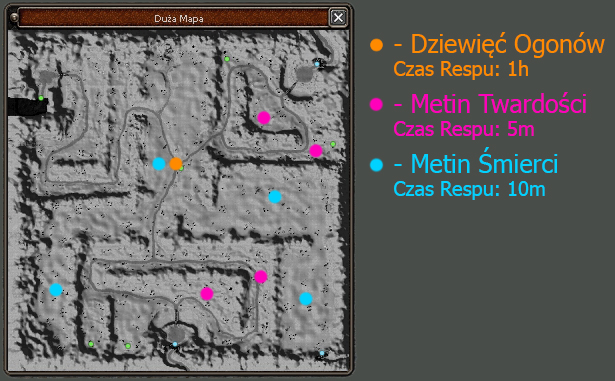 Duża Mapa
- Dziewięć Ogonów
Czas Respu: 1h
- Metin Twardości
Czas Respu: 5m
- Metin Śmierci
Czas Respu: 10m